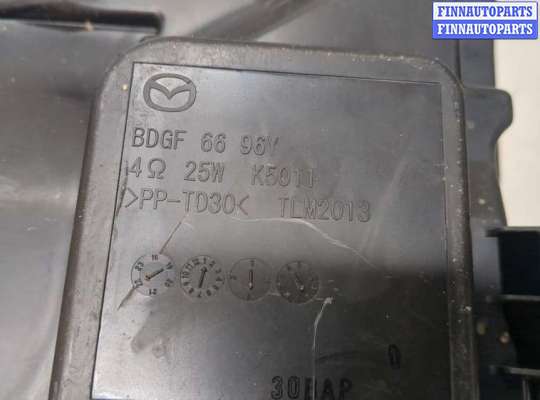 FINNAUTOPARTS
FINNAUTOPARTS
BDGF 66 96Y
4Ω 25W K5011
>PP-TD30< TLM2013